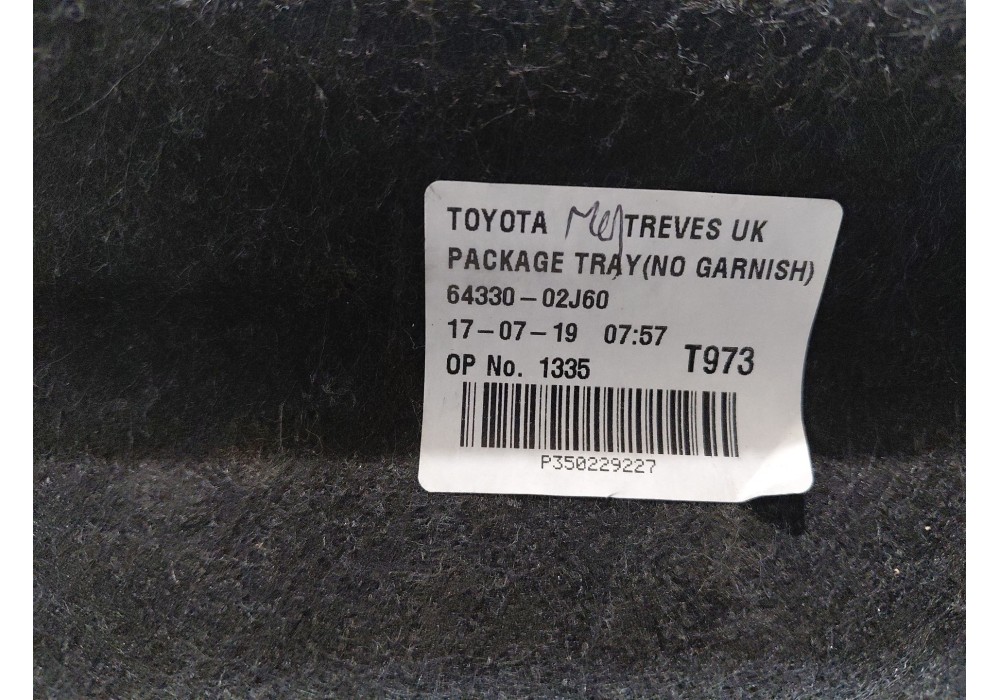 TOYOTA TREVES UK
PACKAGE TRAY(NO GARNISH)
64330-02J60
17-07-19 07:57
T973
OP No. 1335
P350229227